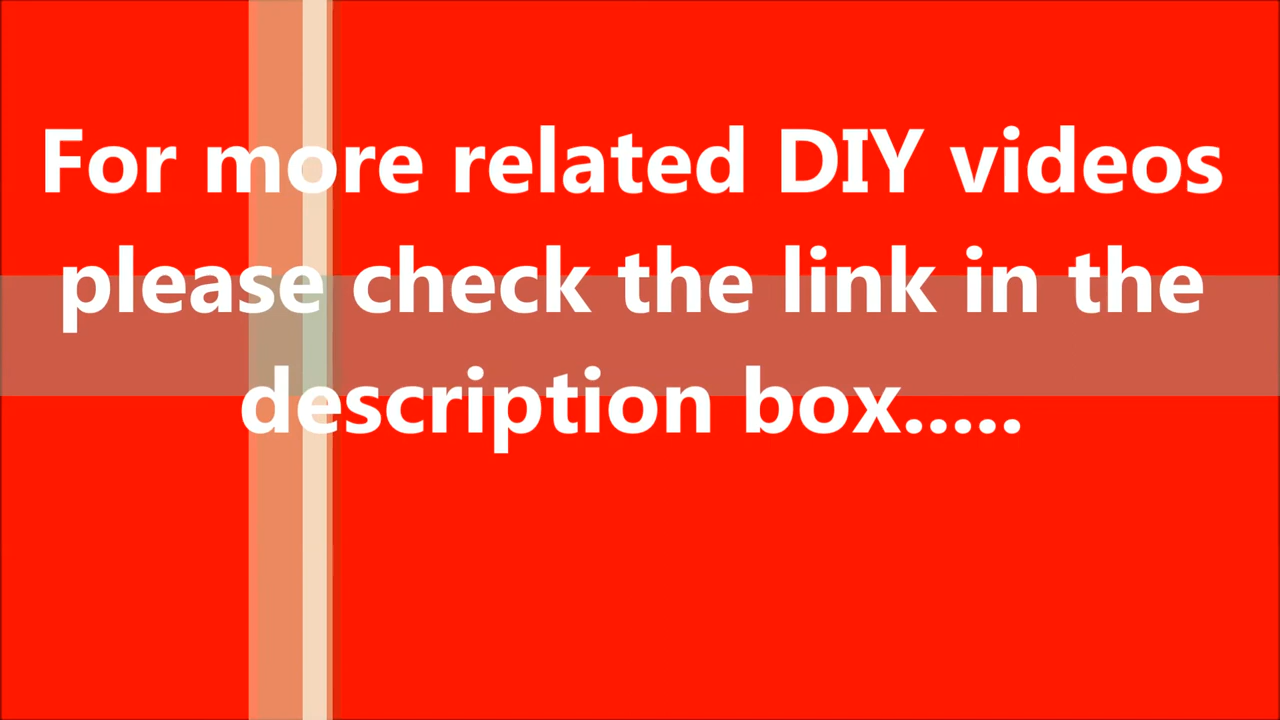 For more related DIY videos
please check the link in the
description box.....